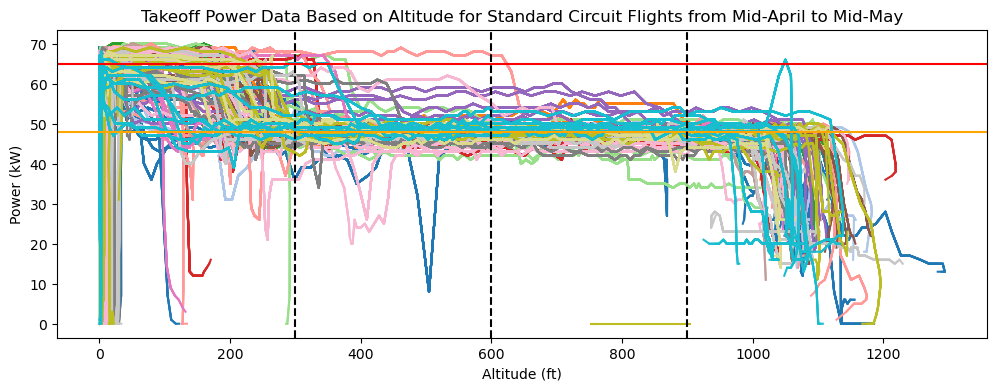 Takeoff Power Data Based on Altitude for Standard Circuit Flights from Mid-April to Mid-May
70
60
50
40
30
20
10
0
Power (kW)
0 200 400 600 800 1000 1200
Altitude (ft)